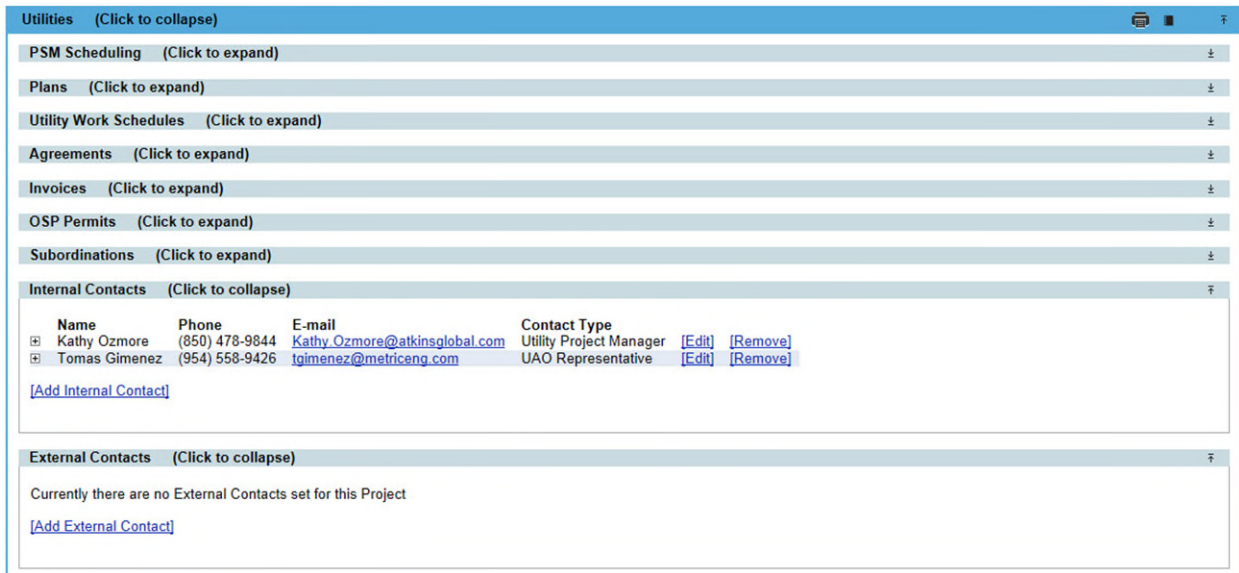 Utilities (Click to collapse)
PSM Scheduling (Click to expand)
Plans (Click to expand)
Utility Work Schedules (Click to expand)
Agreements (Click to expand)
Invoices (Click to expand)
OSP Permits (Click to expand)
Subordinations (Click to expand)
Internal Contacts (Click to collapse)
Name Phone E-mail Contact Type
Kathy Ozmore (850) 478-9844 Kathy.Ozmore@atkinsglobal.com Utility Project Manager [Edit] [Remove]
Tomas Gimenez (954) 558-9426 tgimenez@metriceng.com UAO Representative [Edit] [Remove]
[Add Internal Contact]
External Contacts (Click to collapse)
Currently there are no External Contacts set for this Project
[Add External Contact]